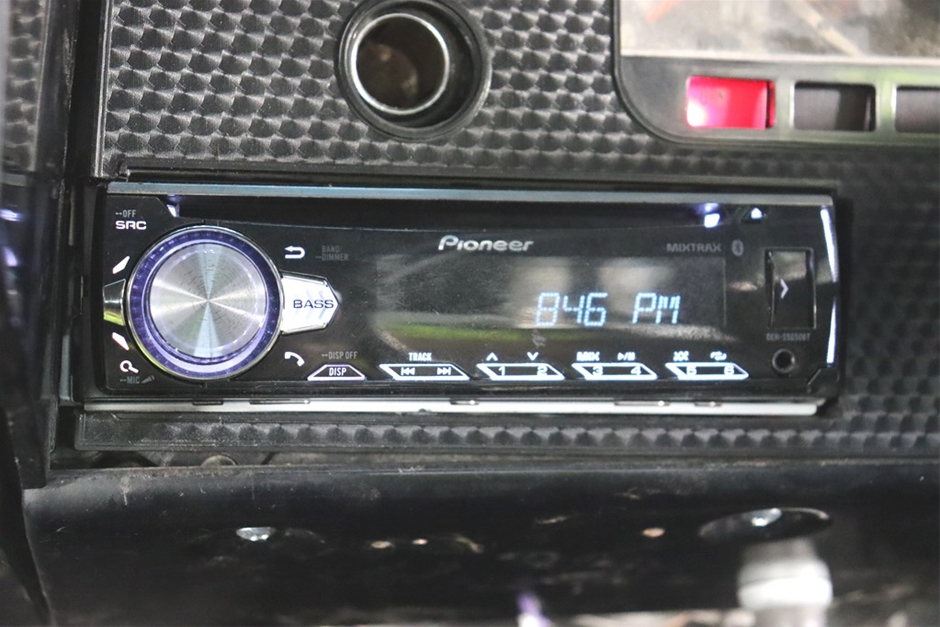 OFF
SRC
BAND/
DIMMER
Pioneer
MIXTRAX
BASS
846 PM
DISP OFF
DISP
TRACK
MIX
1 2
3 4
5 6
MIC